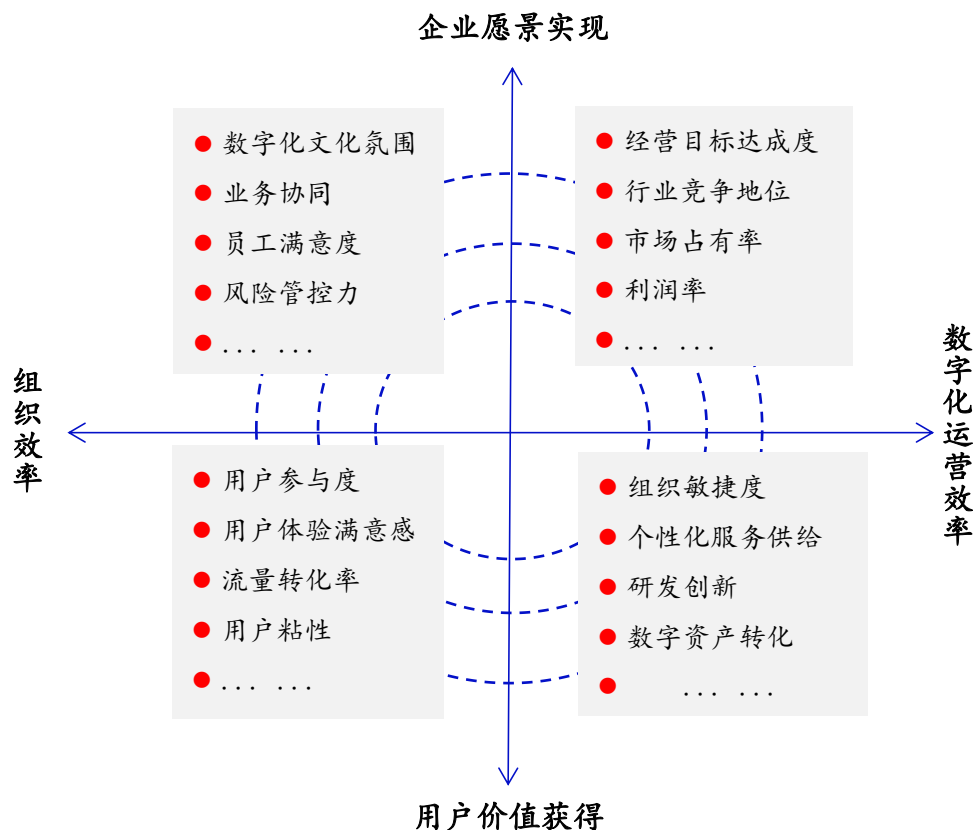 企业愿景实现
数字化文化氛围
业务协同
员工满意度
风险管控力
... ...
经营目标达成度
行业竞争地位
市场占有率
利润率
... ...
组织效率
数字化运营效率
用户参与度
用户体验满意感
流量转化率
用户粘性
... ...
组织敏捷度
个性化服务供给
研发创新
数字资产转化
... ...
用户价值获得